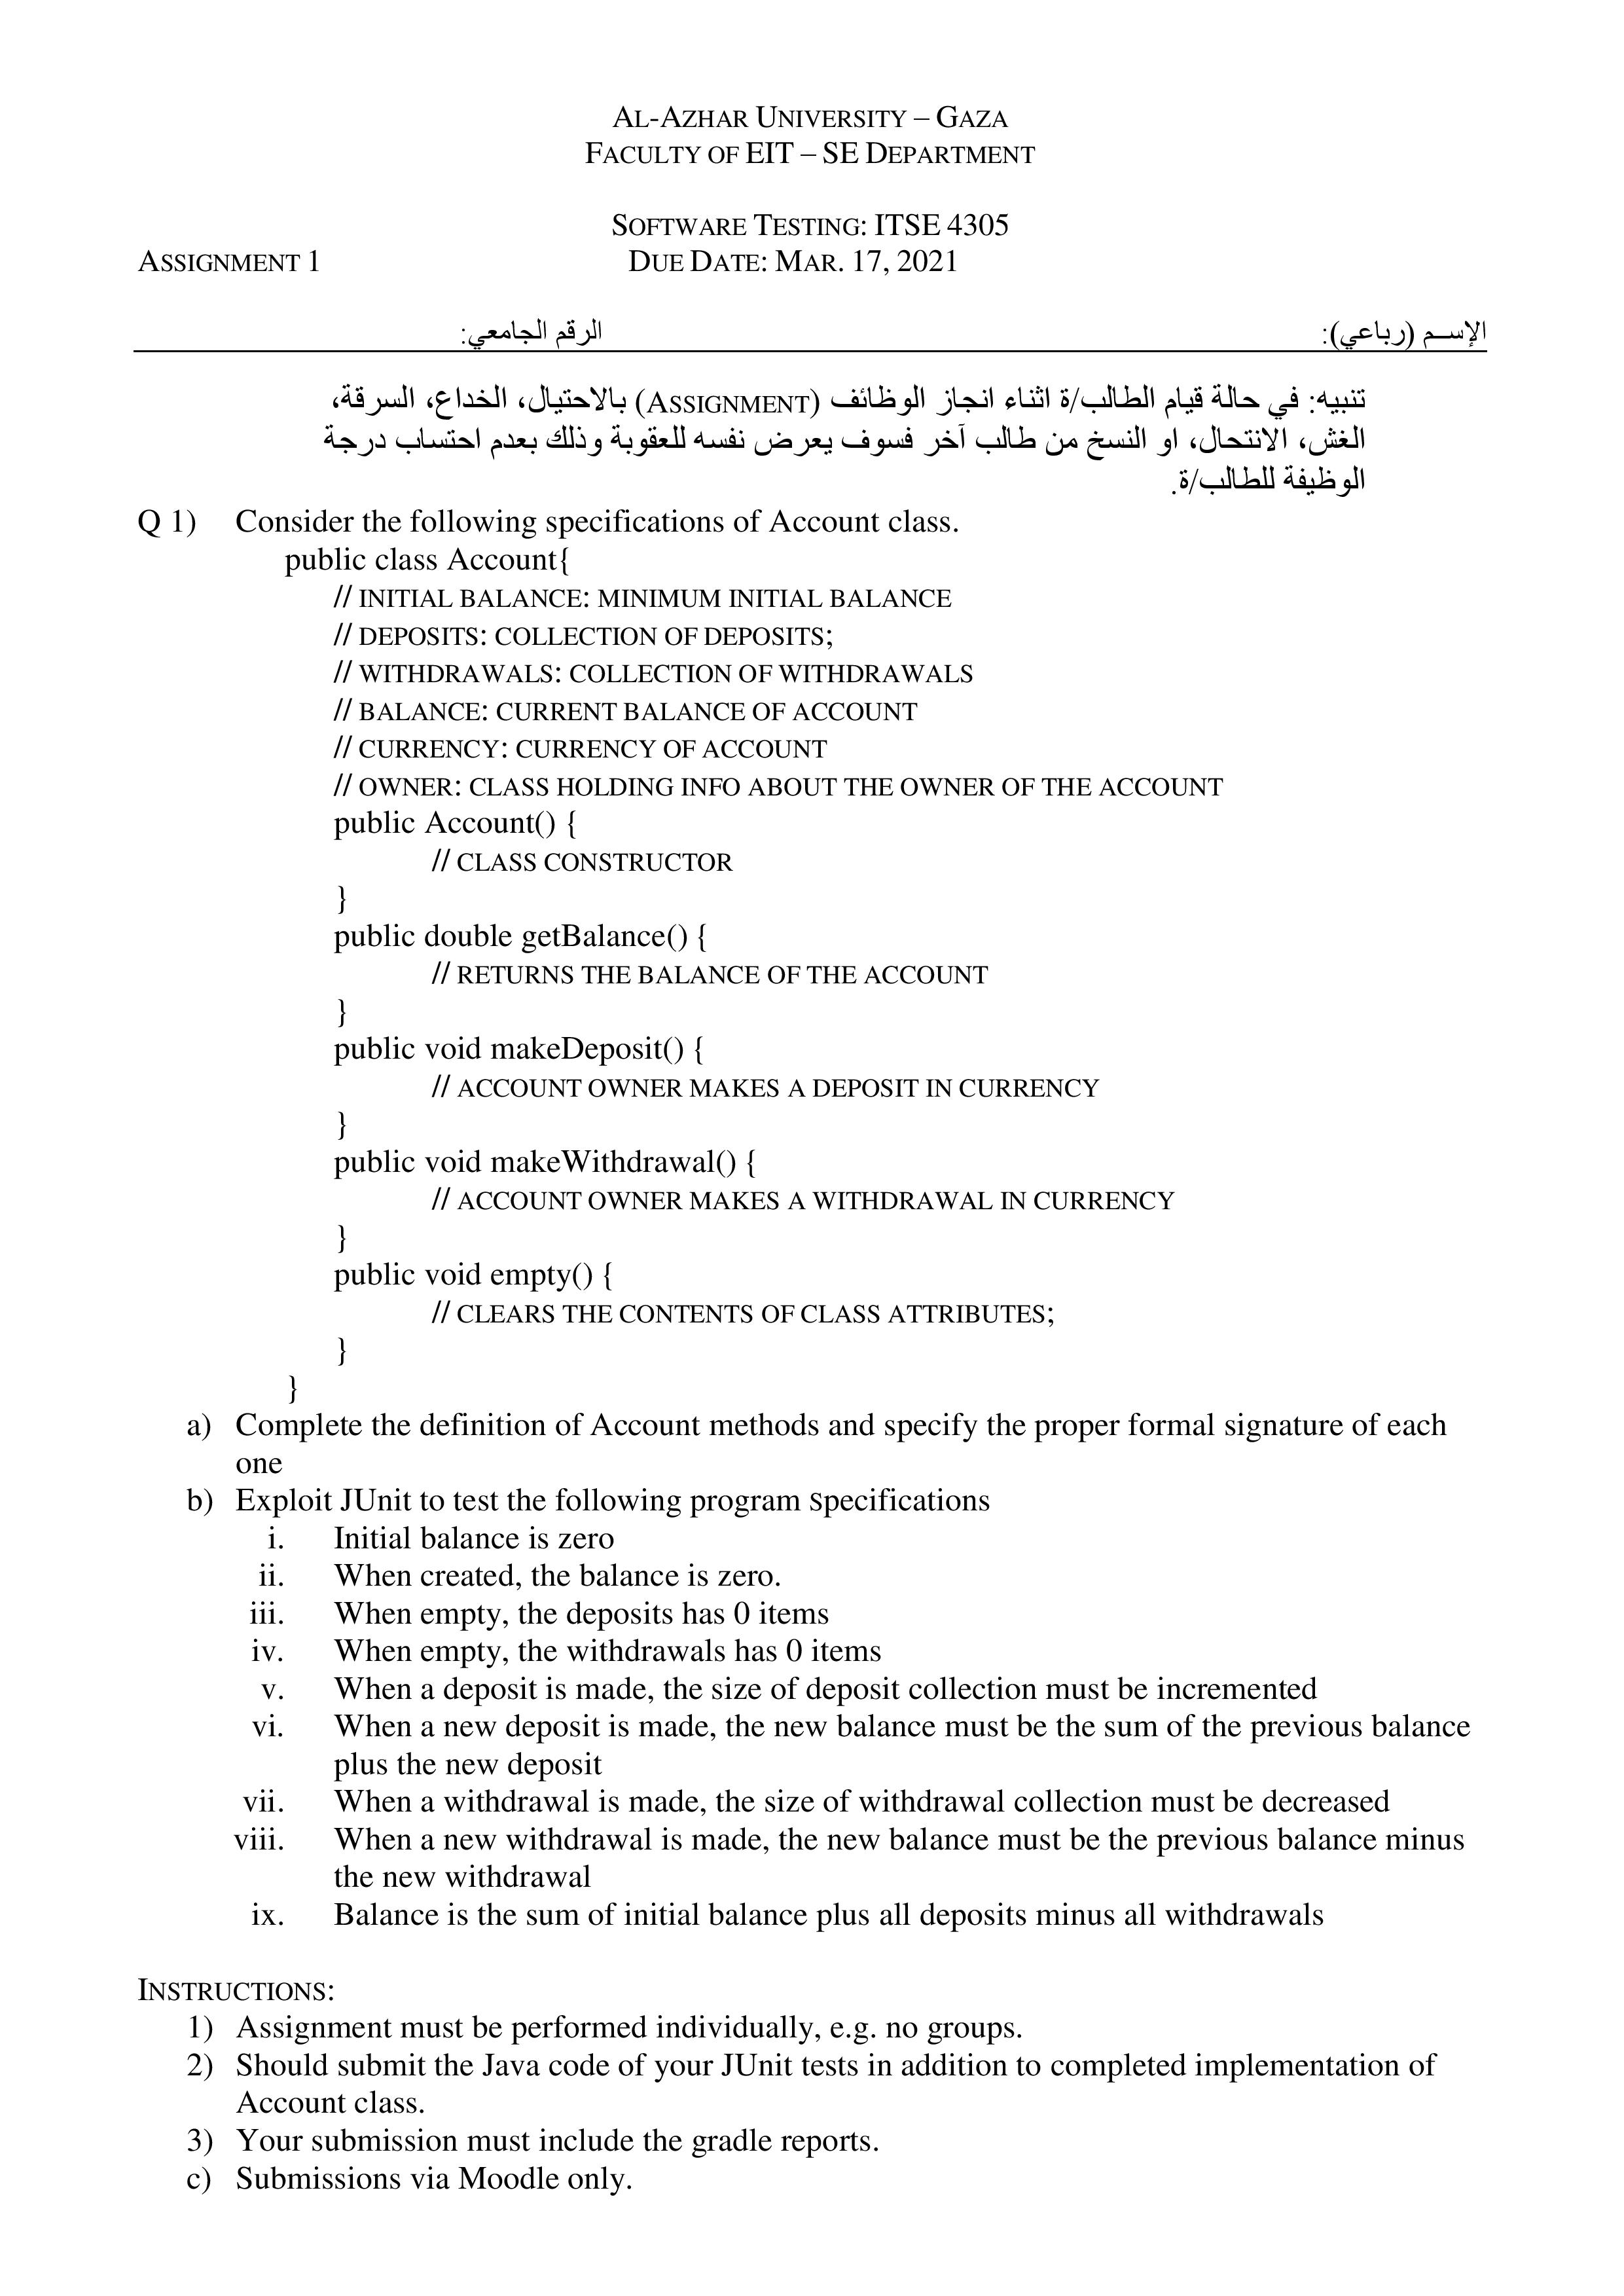 AL-AZHAR UNIVERSITY – GAZA
FACULTY OF EIT – SE DEPARTMENT
SOFTWARE TESTING: ITSE 4305
ASSIGNMENT 1 DUE DATE: MAR. 17, 2021
الإســم (رباعي): الرقم الجامعي:
تنبيه: في حالة قيام الطالب/ة اثناء انجاز الوظائف (ASSIGNMENT) بالاحتيال، الخداع، السرقة،
الغش، الانتحال، او النسخ من طالب آخر فسوف يعرض نفسه للعقوبة وذلك بعدم احتساب درجة
الوظيفة للطالب/ة.
Q 1) Consider the following specifications of Account class.
public class Account{
// INITIAL BALANCE: MINIMUM INITIAL BALANCE
// DEPOSITS: COLLECTION OF DEPOSITS;
// WITHDRAWALS: COLLECTION OF WITHDRAWALS
// BALANCE: CURRENT BALANCE OF ACCOUNT
// CURRENCY: CURRENCY OF ACCOUNT
// OWNER: CLASS HOLDING INFO ABOUT THE OWNER OF THE ACCOUNT
public Account() {
// CLASS CONSTRUCTOR
}
public double getBalance() {
// RETURNS THE BALANCE OF THE ACCOUNT
}
public void makeDeposit() {
// ACCOUNT OWNER MAKES A DEPOSIT IN CURRENCY
}
public void makeWithdrawal() {
// ACCOUNT OWNER MAKES A WITHDRAWAL IN CURRENCY
}
public void empty() {
// CLEARS THE CONTENTS OF CLASS ATTRIBUTES;
}
}
a) Complete the definition of Account methods and specify the proper formal signature of each
one
b) Exploit JUnit to test the following program specifications
i. Initial balance is zero
ii. When created, the balance is zero.
iii. When empty, the deposits has 0 items
iv. When empty, the withdrawals has 0 items
v. When a deposit is made, the size of deposit collection must be incremented
vi. When a new deposit is made, the new balance must be the sum of the previous balance
plus the new deposit
vii. When a withdrawal is made, the size of withdrawal collection must be decreased
viii. When a new withdrawal is made, the new balance must be the previous balance minus
the new withdrawal
ix. Balance is the sum of initial balance plus all deposits minus all withdrawals
INSTRUCTIONS:
1) Assignment must be performed individually, e.g. no groups.
2) Should submit the Java code of your JUnit tests in addition to completed implementation of
Account class.
3) Your submission must include the gradle reports.
c) Submissions via Moodle only.